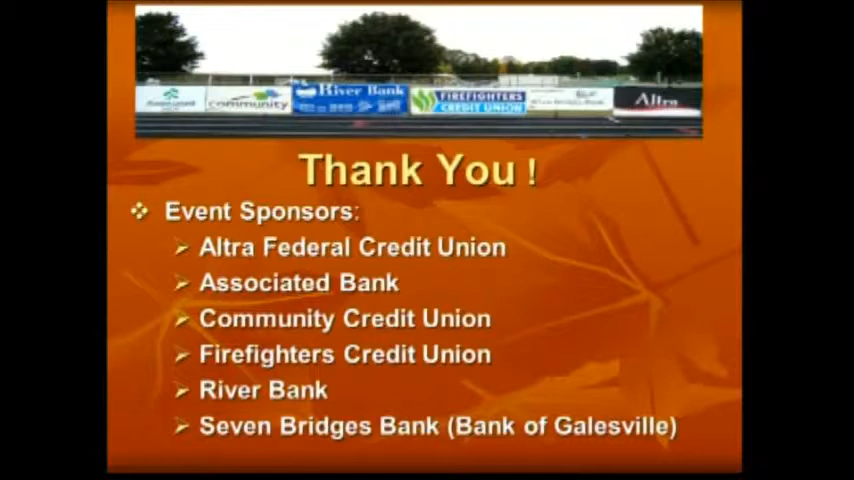 community
River Bank
FIREFIGHTERS
CREDIT UNION
Altra
Thank You !
Event Sponsors:
Altra Federal Credit Union
Associated Bank
Community Credit Union
Firefighters Credit Union
River Bank
Seven Bridges Bank (Bank of Galesville)